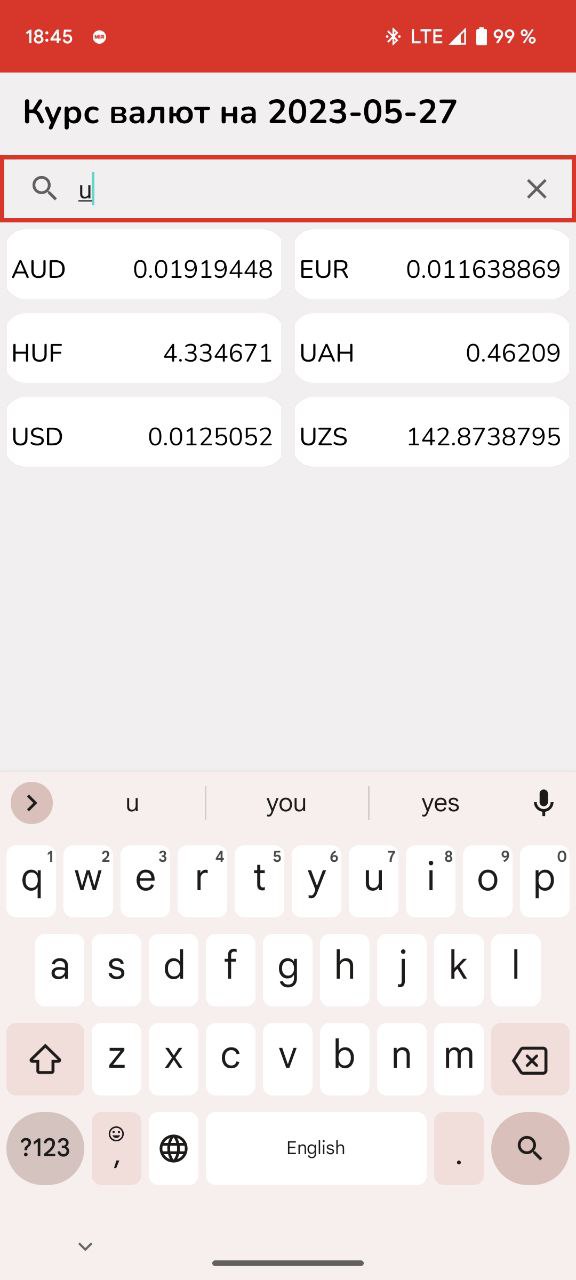 18:45 LTE 99 %
Курс валют на 2023-05-27
u
AUD 0.01919448 EUR 0.011638869
HUF 4.334671 UAH 0.46209
USD 0.0125052 UZS 142.8738795
u you yes
1 2 3 4 5 6 7 8 9 0
q w e r t y u i o p
a s d f g h j k l
z x c v b n m
?123 , English .